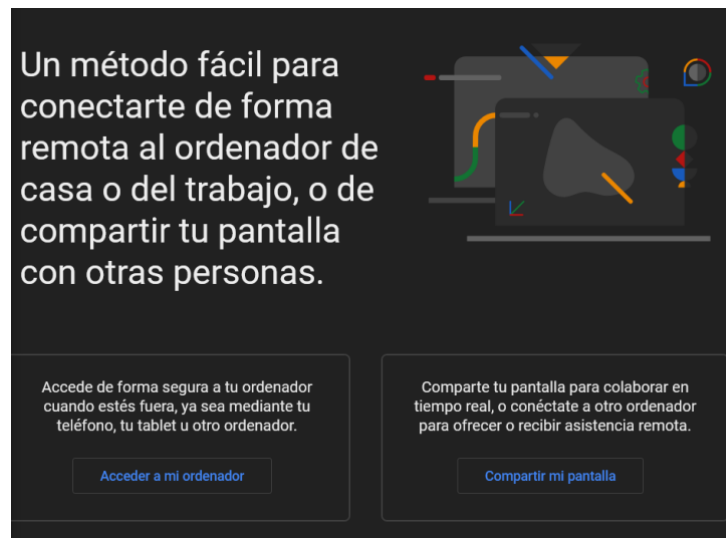 Un método fácil para
conectarte de forma
remota al ordenador de
casa o del trabajo, o de
compartir tu pantalla
con otras personas.
Accede de forma segura a tu ordenador
cuando estés fuera, ya sea mediante tu
teléfono, tu tablet u otro ordenador.
Acceder a mi ordenador
Comparte tu pantalla para colaborar en
tiempo real, o conéctate a otro ordenador
para ofrecer o recibir asistencia remota.
Compartir mi pantalla